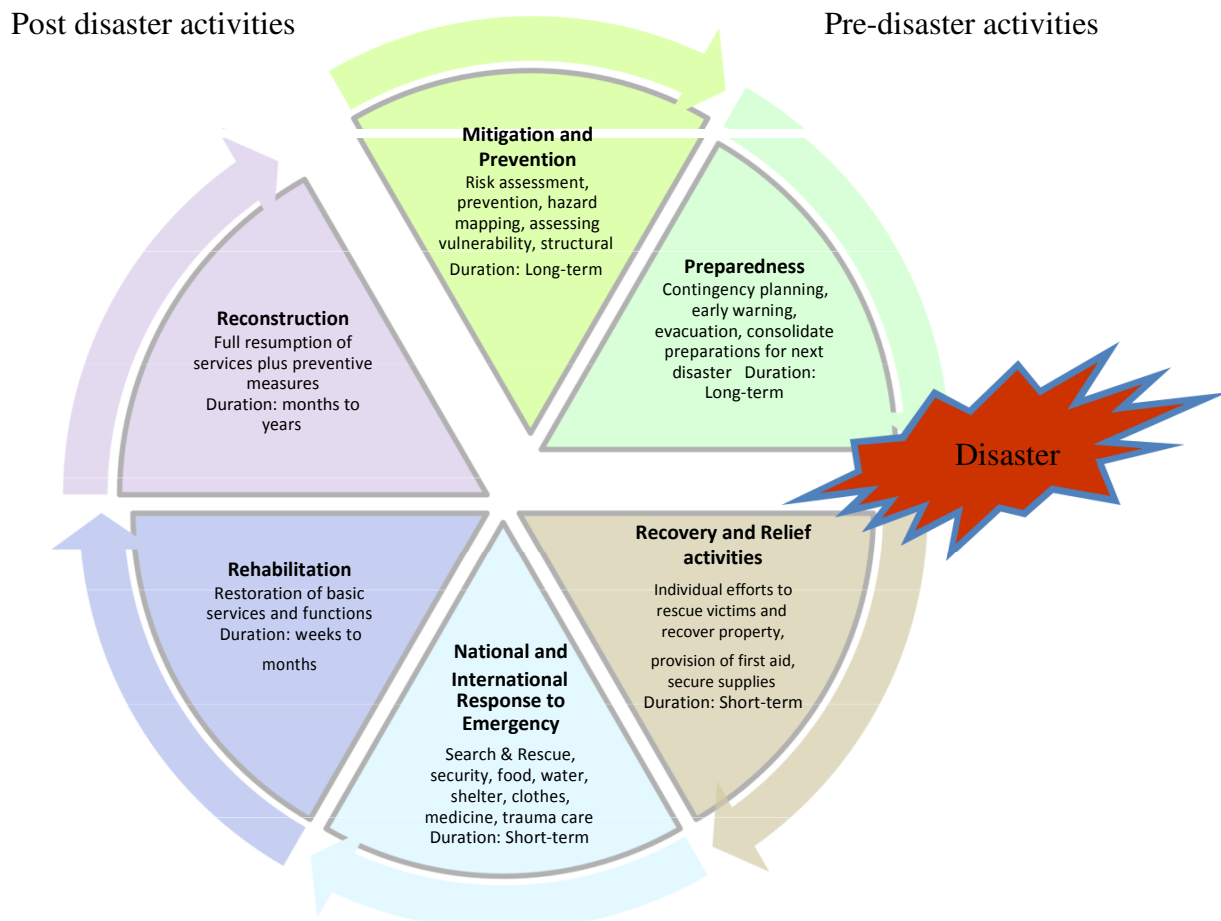 Post disaster activities
Pre-disaster activities
Mitigation and
Prevention
Risk assessment,
prevention, hazard
mapping, assessing
vulnerability, structural
Duration: Long-term
Preparedness
Contingency planning,
early warning,
evacuation, consolidate
preparations for next
disaster Duration:
Long-term
Disaster
Recovery and Relief
activities
Individual efforts to
rescue victims and
recover property,
provision of first aid,
secure supplies
Duration: Short-term
National and
International
Response to
Emergency
Search & Rescue,
security, food, water,
shelter, clothes,
medicine, trauma care
Duration: Short-term
Rehabilitation
Restoration of basic
services and functions
Duration: weeks to
months
Reconstruction
Full resumption of
services plus preventive
measures
Duration: months to
years